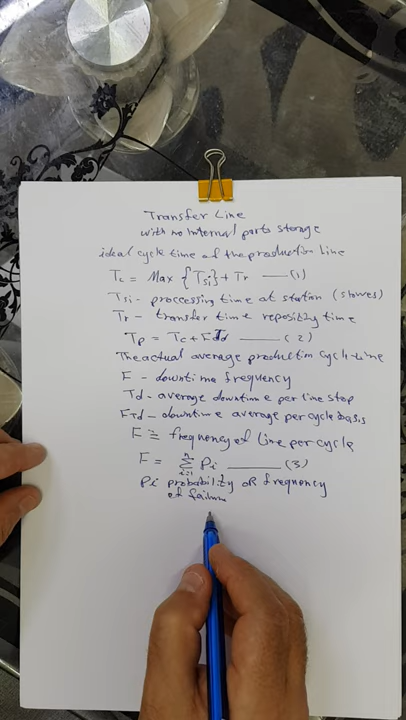 Transfer Line
with no Internal parts storage
ideal cycle time of the production line
Tc = Max {Tsi} + Tr —— (1)
Tsi - proccessing time at station (slowes)
Tr - transfer time, repositing time
Tp = Tc + FTd —— (2)
The actual average production cycle-time
F - downtime frequency
Td - average downtime per line stop
FTd - downtime average per cycle basis
F ≡ frequency of line per cycle
F = n Σ i=1 Pi —— (3)
Pi probability or frequency
of failure